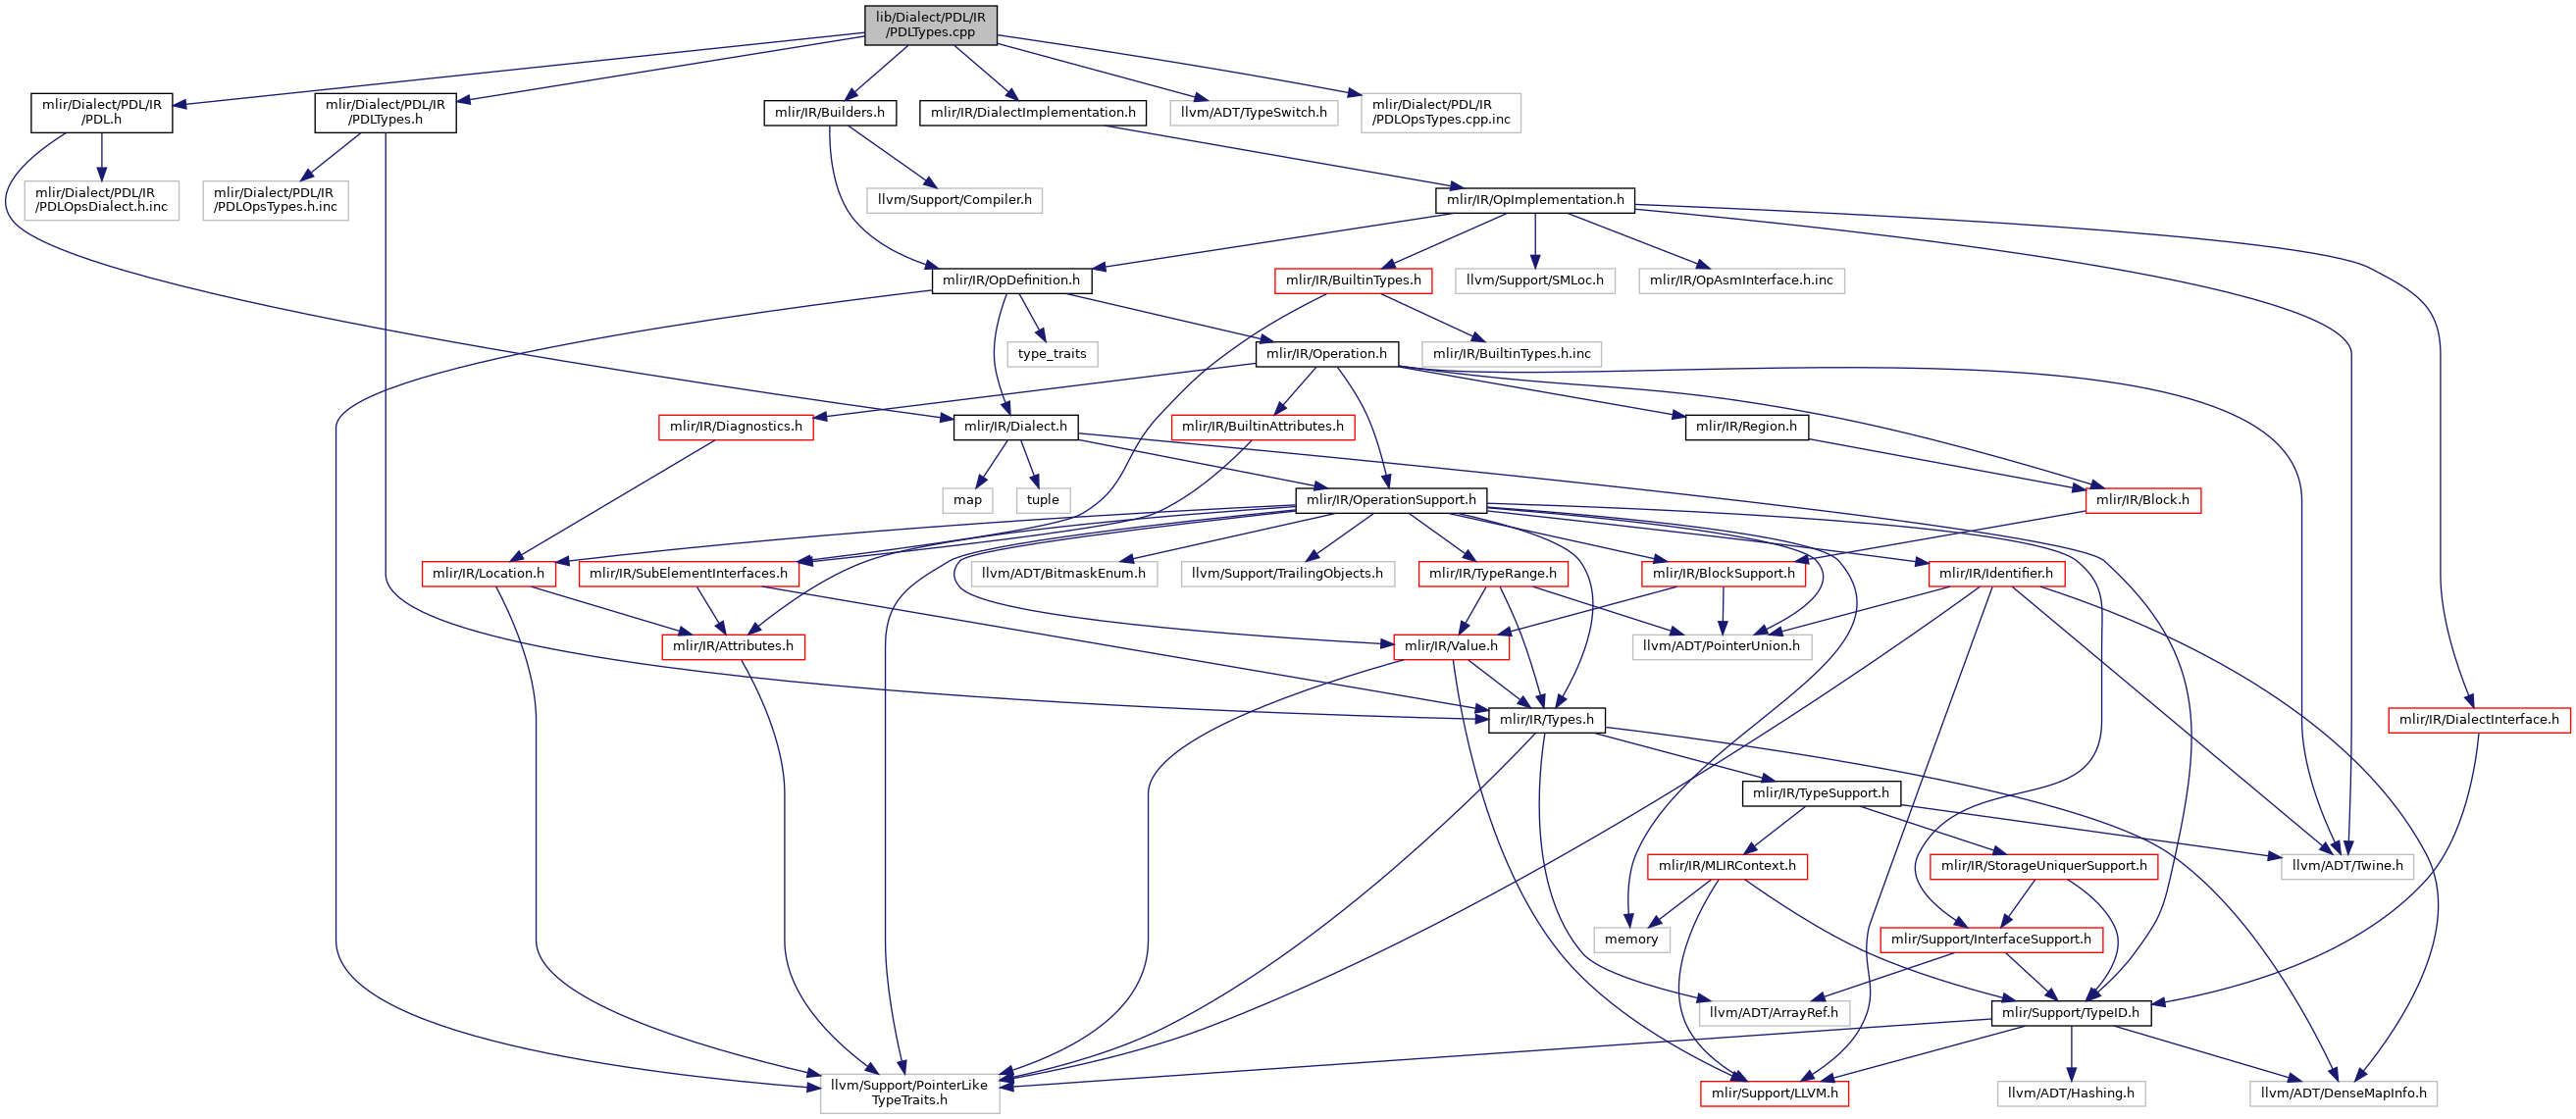 lib/Dialect/PDL/IR
/PDLTypes.cpp
mlir/Dialect/PDL/IR
/PDL.h
mlir/Dialect/PDL/IR
/PDLTypes.h
mlir/IR/Builders.h
mlir/IR/DialectImplementation.h
llvm/ADT/TypeSwitch.h
mlir/Dialect/PDL/IR
/PDLOpsTypes.cpp.inc
mlir/Dialect/PDL/IR
/PDLOpsDialect.h.inc
mlir/Dialect/PDL/IR
/PDLOpsTypes.h.inc
llvm/Support/Compiler.h
mlir/IR/OpImplementation.h
mlir/IR/OpDefinition.h
mlir/IR/BuiltinTypes.h
llvm/Support/SMLoc.h
mlir/IR/OpAsmInterface.h.inc
type_traits
mlir/IR/Operation.h
mlir/IR/BuiltinTypes.h.inc
mlir/IR/Diagnostics.h
mlir/IR/Dialect.h
mlir/IR/BuiltinAttributes.h
mlir/IR/Region.h
map
tuple
mlir/IR/OperationSupport.h
mlir/IR/Block.h
mlir/IR/Location.h
mlir/IR/SubElementInterfaces.h
llvm/ADT/BitmaskEnum.h
llvm/Support/TrailingObjects.h
mlir/IR/TypeRange.h
mlir/IR/BlockSupport.h
mlir/IR/Identifier.h
mlir/IR/Attributes.h
mlir/IR/Value.h
llvm/ADT/PointerUnion.h
mlir/IR/Types.h
mlir/IR/DialectInterface.h
mlir/IR/TypeSupport.h
mlir/IR/MLIRContext.h
mlir/IR/StorageUniquerSupport.h
llvm/ADT/Twine.h
memory
mlir/Support/InterfaceSupport.h
llvm/ADT/ArrayRef.h
mlir/Support/TypeID.h
llvm/Support/PointerLike
TypeTraits.h
mlir/Support/LLVM.h
llvm/ADT/Hashing.h
llvm/ADT/DenseMapInfo.h